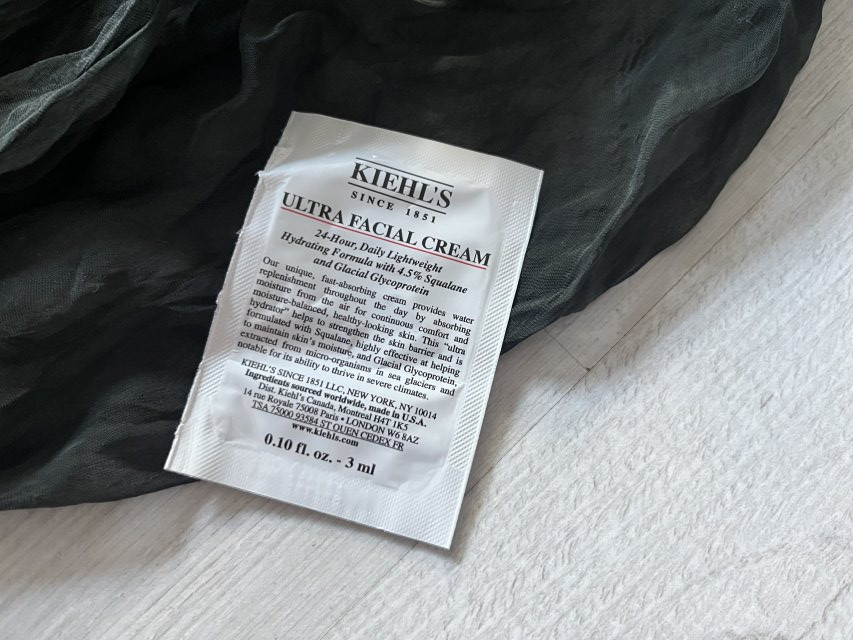 KIEHL'S
SINCE 1851
ULTRA FACIAL CREAM
24-Hour, Daily Lightweight
Hydrating Formula with 4.5% Squalane
and Glacial Glycoprotein
Our unique, fast-absorbing cream provides water
replenishment throughout the day by absorbing
moisture from the air for continuous comfort and
moisture-balanced, healthy-looking skin. This "ultra
hydrator" helps to strengthen the skin barrier and is
formulated with Squalane, highly effective at helping
to maintain skin's moisture, and Glacial Glycoprotein,
extracted from micro-organisms in sea glaciers and
notable for its ability to thrive in severe climates.
KIEHL'S SINCE 1851 LLC, NEW YORK, NY 10014
Ingredients sourced worldwide, made in U.S.A.
Dist. Kiehl's Canada, Montreal H4T 1K5
14 rue Royale 75008 Paris • LONDON W6 8AZ
TSA 75000 93584 ST OUEN CEDEX FR
www.kiehls.com
0.10 fl. oz. - 3 ml